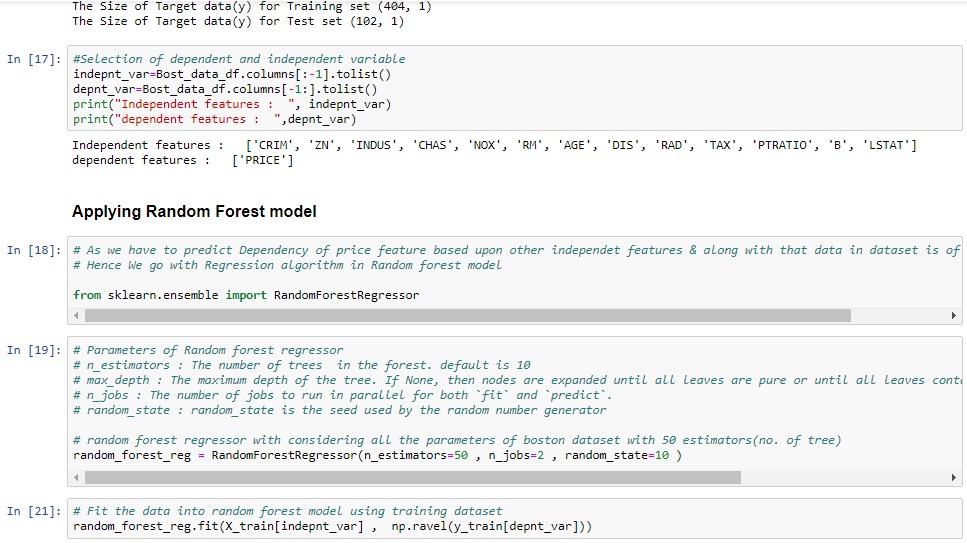 The Size of Target data(y) for Training set (404, 1)
The Size of Target data(y) for Test set (102, 1)
In [17]: #Selection of dependent and independent variable
indepnt_var=Bost_data_df.columns[:-1].tolist()
depnt_var=Bost_data_df.columns[-1:].tolist()
print("Independent features :  ", indepnt_var)
print("dependent features :  ",depnt_var)
Independent features :   ['CRIM', 'ZN', 'INDUS', 'CHAS', 'NOX', 'RM', 'AGE', 'DIS', 'RAD', 'TAX', 'PTRATIO', 'B', 'LSTAT']
dependent features :   ['PRICE']
Applying Random Forest model
In [18]: # As we have to predict Dependency of price feature based upon other independet features & along with that data in dataset is of
# Hence We go with Regression algorithm in Random forest model
from sklearn.ensemble import RandomForestRegressor
In [19]: # Parameters of Random forest regressor
# n_estimators : The number of trees  in the forest. default is 10
# max_depth : The maximum depth of the tree. If None, then nodes are expanded until all leaves are pure or until all leaves
# n_jobs : The number of jobs to run in parallel for both `fit` and `predict`.
# random_state : random_state is the seed used by the random number generator
# random forest regressor with considering all the parameters of boston dataset with 50 estimators(no. of tree)
random_forest_reg = RandomForestRegressor(n_estimators=50 , n_jobs=2 , random_state=10 )
In [21]: # Fit the data into random forest model using training dataset
random_forest_reg.fit(X_train[indepnt_var] ,  np.ravel(y_train[depnt_var]))